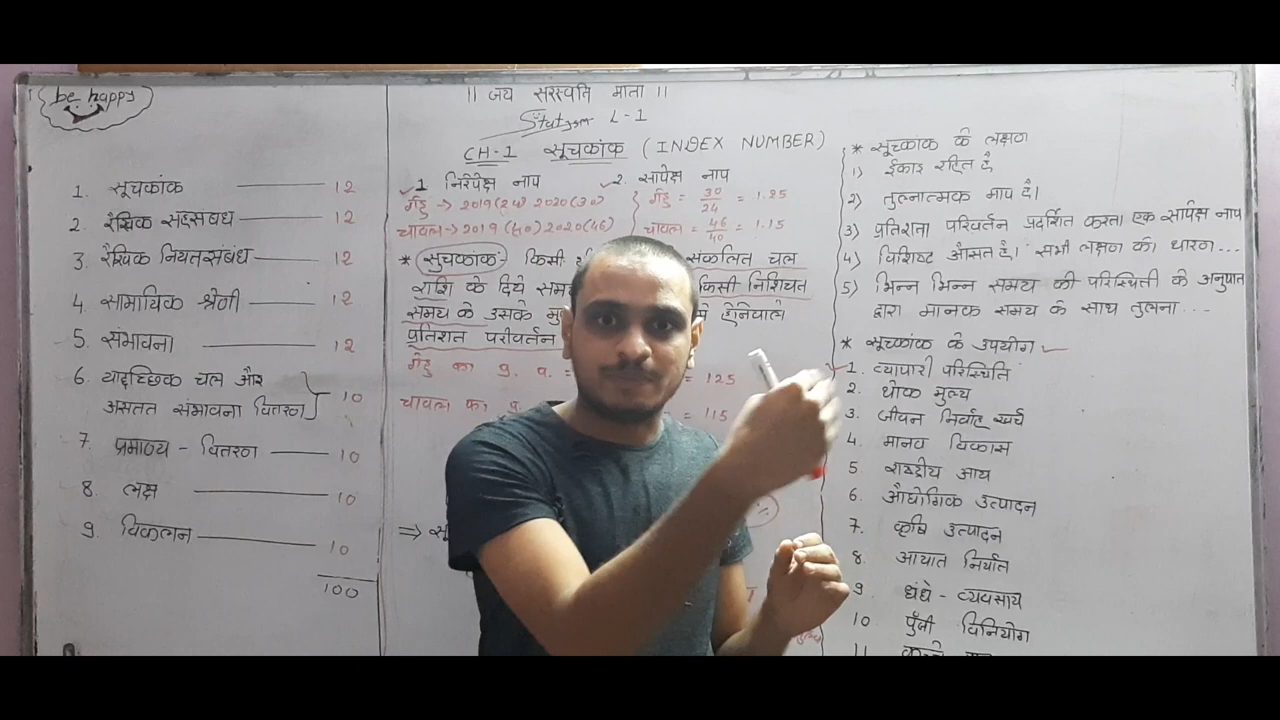 be happy
1. सूचकांक 12
2. रैखिक सहसंबंध 12
3. रैखिक नियतसंबंध 12
4. सामायिक श्रेणी 12
5. संभावना 12
6. यादृच्छिक चल और
असतत संभावना वितरण 10
7. प्रमाण्य - वितरण 10
8. लक्ष 10
9. विकलन 10
100
।। जय सरस्वति माता ।।
L-1
CH-1 सूचकांक (INDEX NUMBER)
1 निरपेक्ष नाप 2. सापेक्ष नाप
गेहु → 2019(24) 2020(30) गेहु = 30/24 = 1.25
चावल → 2019(40) 2020(46) चावल = 46/40 = 1.15
* सुचकांक :- किसी संकलित चल
राशि के दिये किसी निश्चित
समय के उसके होनेवाले
प्रतिशत परीवर्तन
गेहु का = 125
चावल का = 115
⇒
%
* सूचकांक के लक्षण
1) ईकाइ रहित है
2) तुलनात्मक माप है।
3) प्रतिशत परिवर्तन प्रदर्शित करता एक सापेक्ष नाप
4) विशिष्ट औसत है। सभी लक्षण को धारण...
5) भिन्न भिन्न समय की परिस्थिती के अनुपात
द्वारा मानक समय के साथ तुलना...
* सूचकांक के उपयोग
1. व्यापारी परिस्थिति
2. थोक मुल्य
3. जीवन निर्वाह खर्च
4. मानव विकास
5 राष्ट्रीय आय
6. औद्योगिक उत्पादन
7. कृषि उत्पादन
8. आयात निर्यात
9 धंधे - व्यवसाय
10 पुँजी विनियोग
11